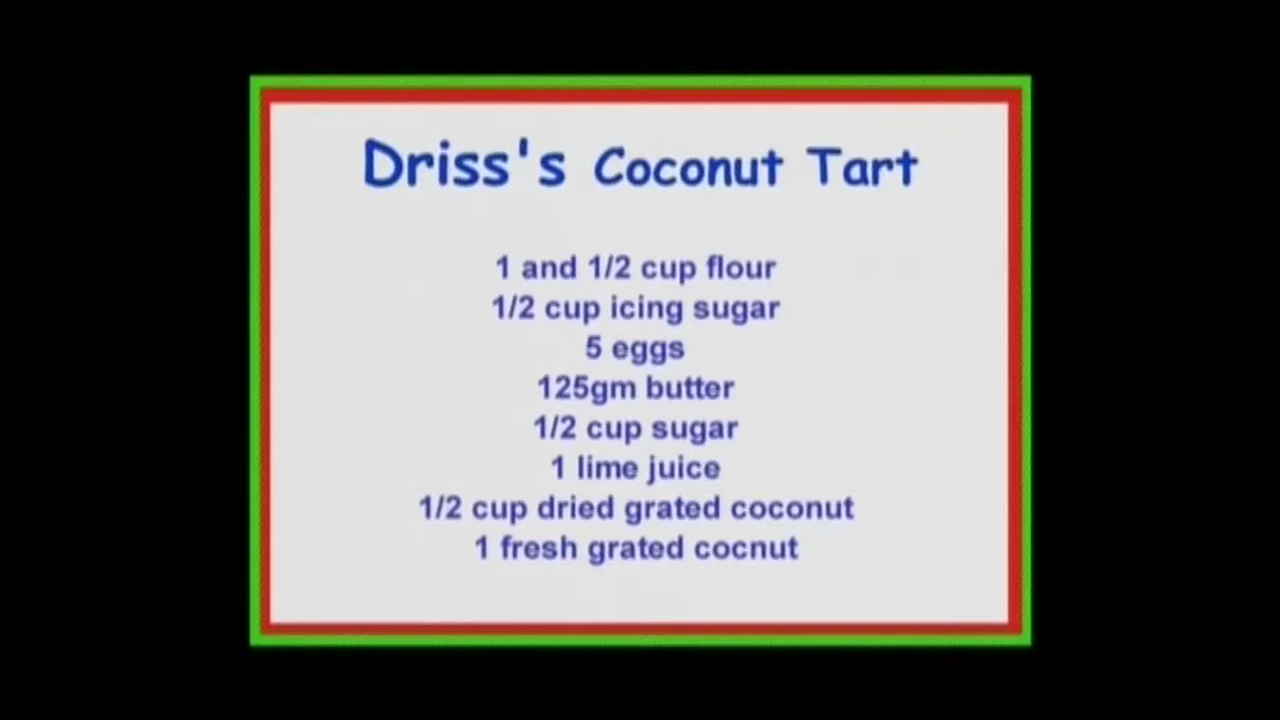 Driss's Coconut Tart
1 and 1/2 cup flour
1/2 cup icing sugar
5 eggs
125gm butter
1/2 cup sugar
1 lime juice
1/2 cup dried grated coconut
1 fresh grated cocnut